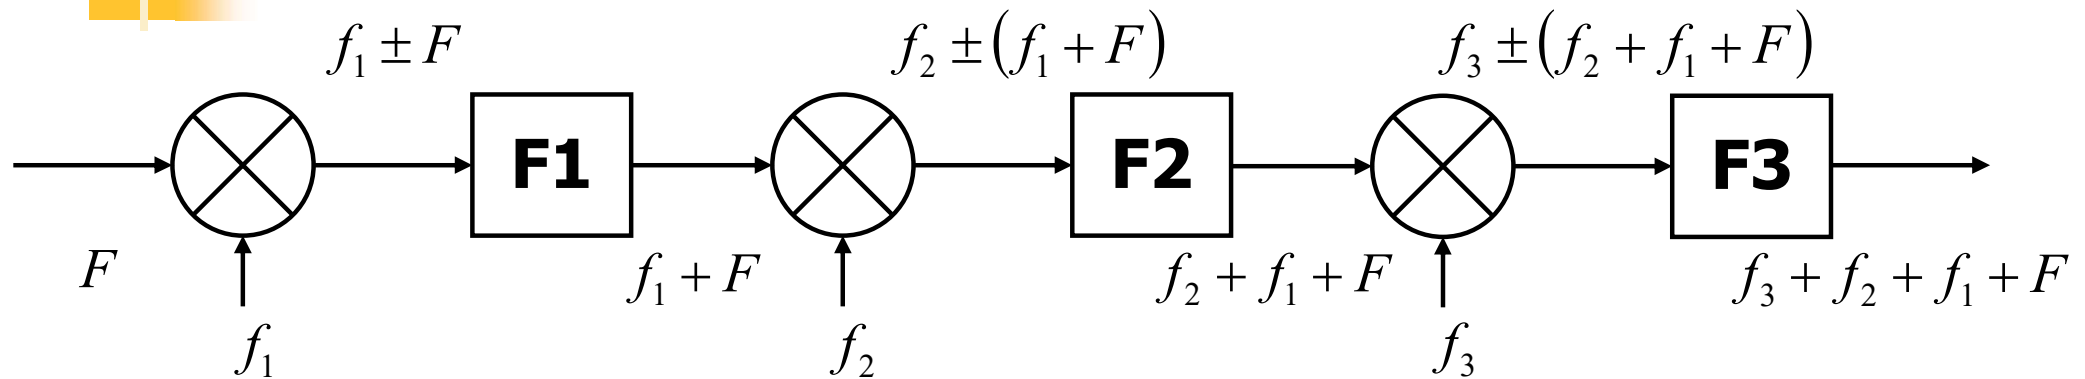 f₁ ± F f₂ ± (f₁ + F) f₃ ± (f₂ + f₁ + F)
F1 F2 F3
F f₁ + F f₂ + f₁ + F f₃ + f₂ + f₁ + F
f₁ f₂ f₃